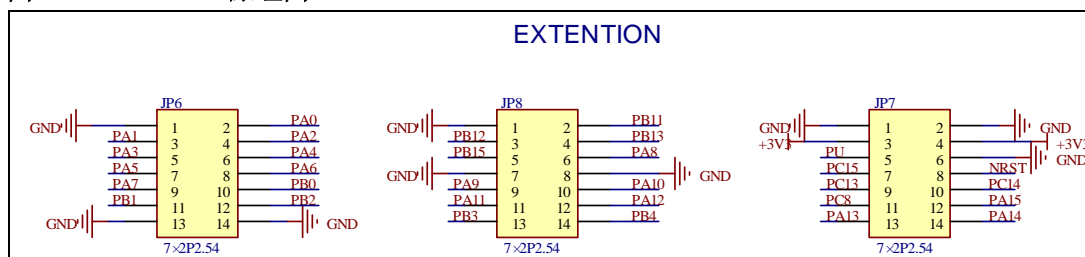 EXTENTION
JP6
GND 1 2 PA0
PA1 3 4 PA2
PA3 5 6 PA4
PA5 7 8 PA6
PA7 9 10 PB0
PB1 11 12 PB2
GND 13 14 GND
7×2P2.54
JP8
GND 1 2 PB11
PB12 3 4 PB13
PB15 5 6 PA8
GND 7 8 GND
PA9 9 10 PA10
PA11 11 12 PA12
PB3 13 14 PB4
7×2P2.54
JP7
GND 1 2 GND
+3V3 3 4 +3V3
PU 5 6 GND
PC15 7 8 NRST
PC13 9 10 PC14
PC8 11 12 PA15
PA13 13 14 PA14
7×2P2.54